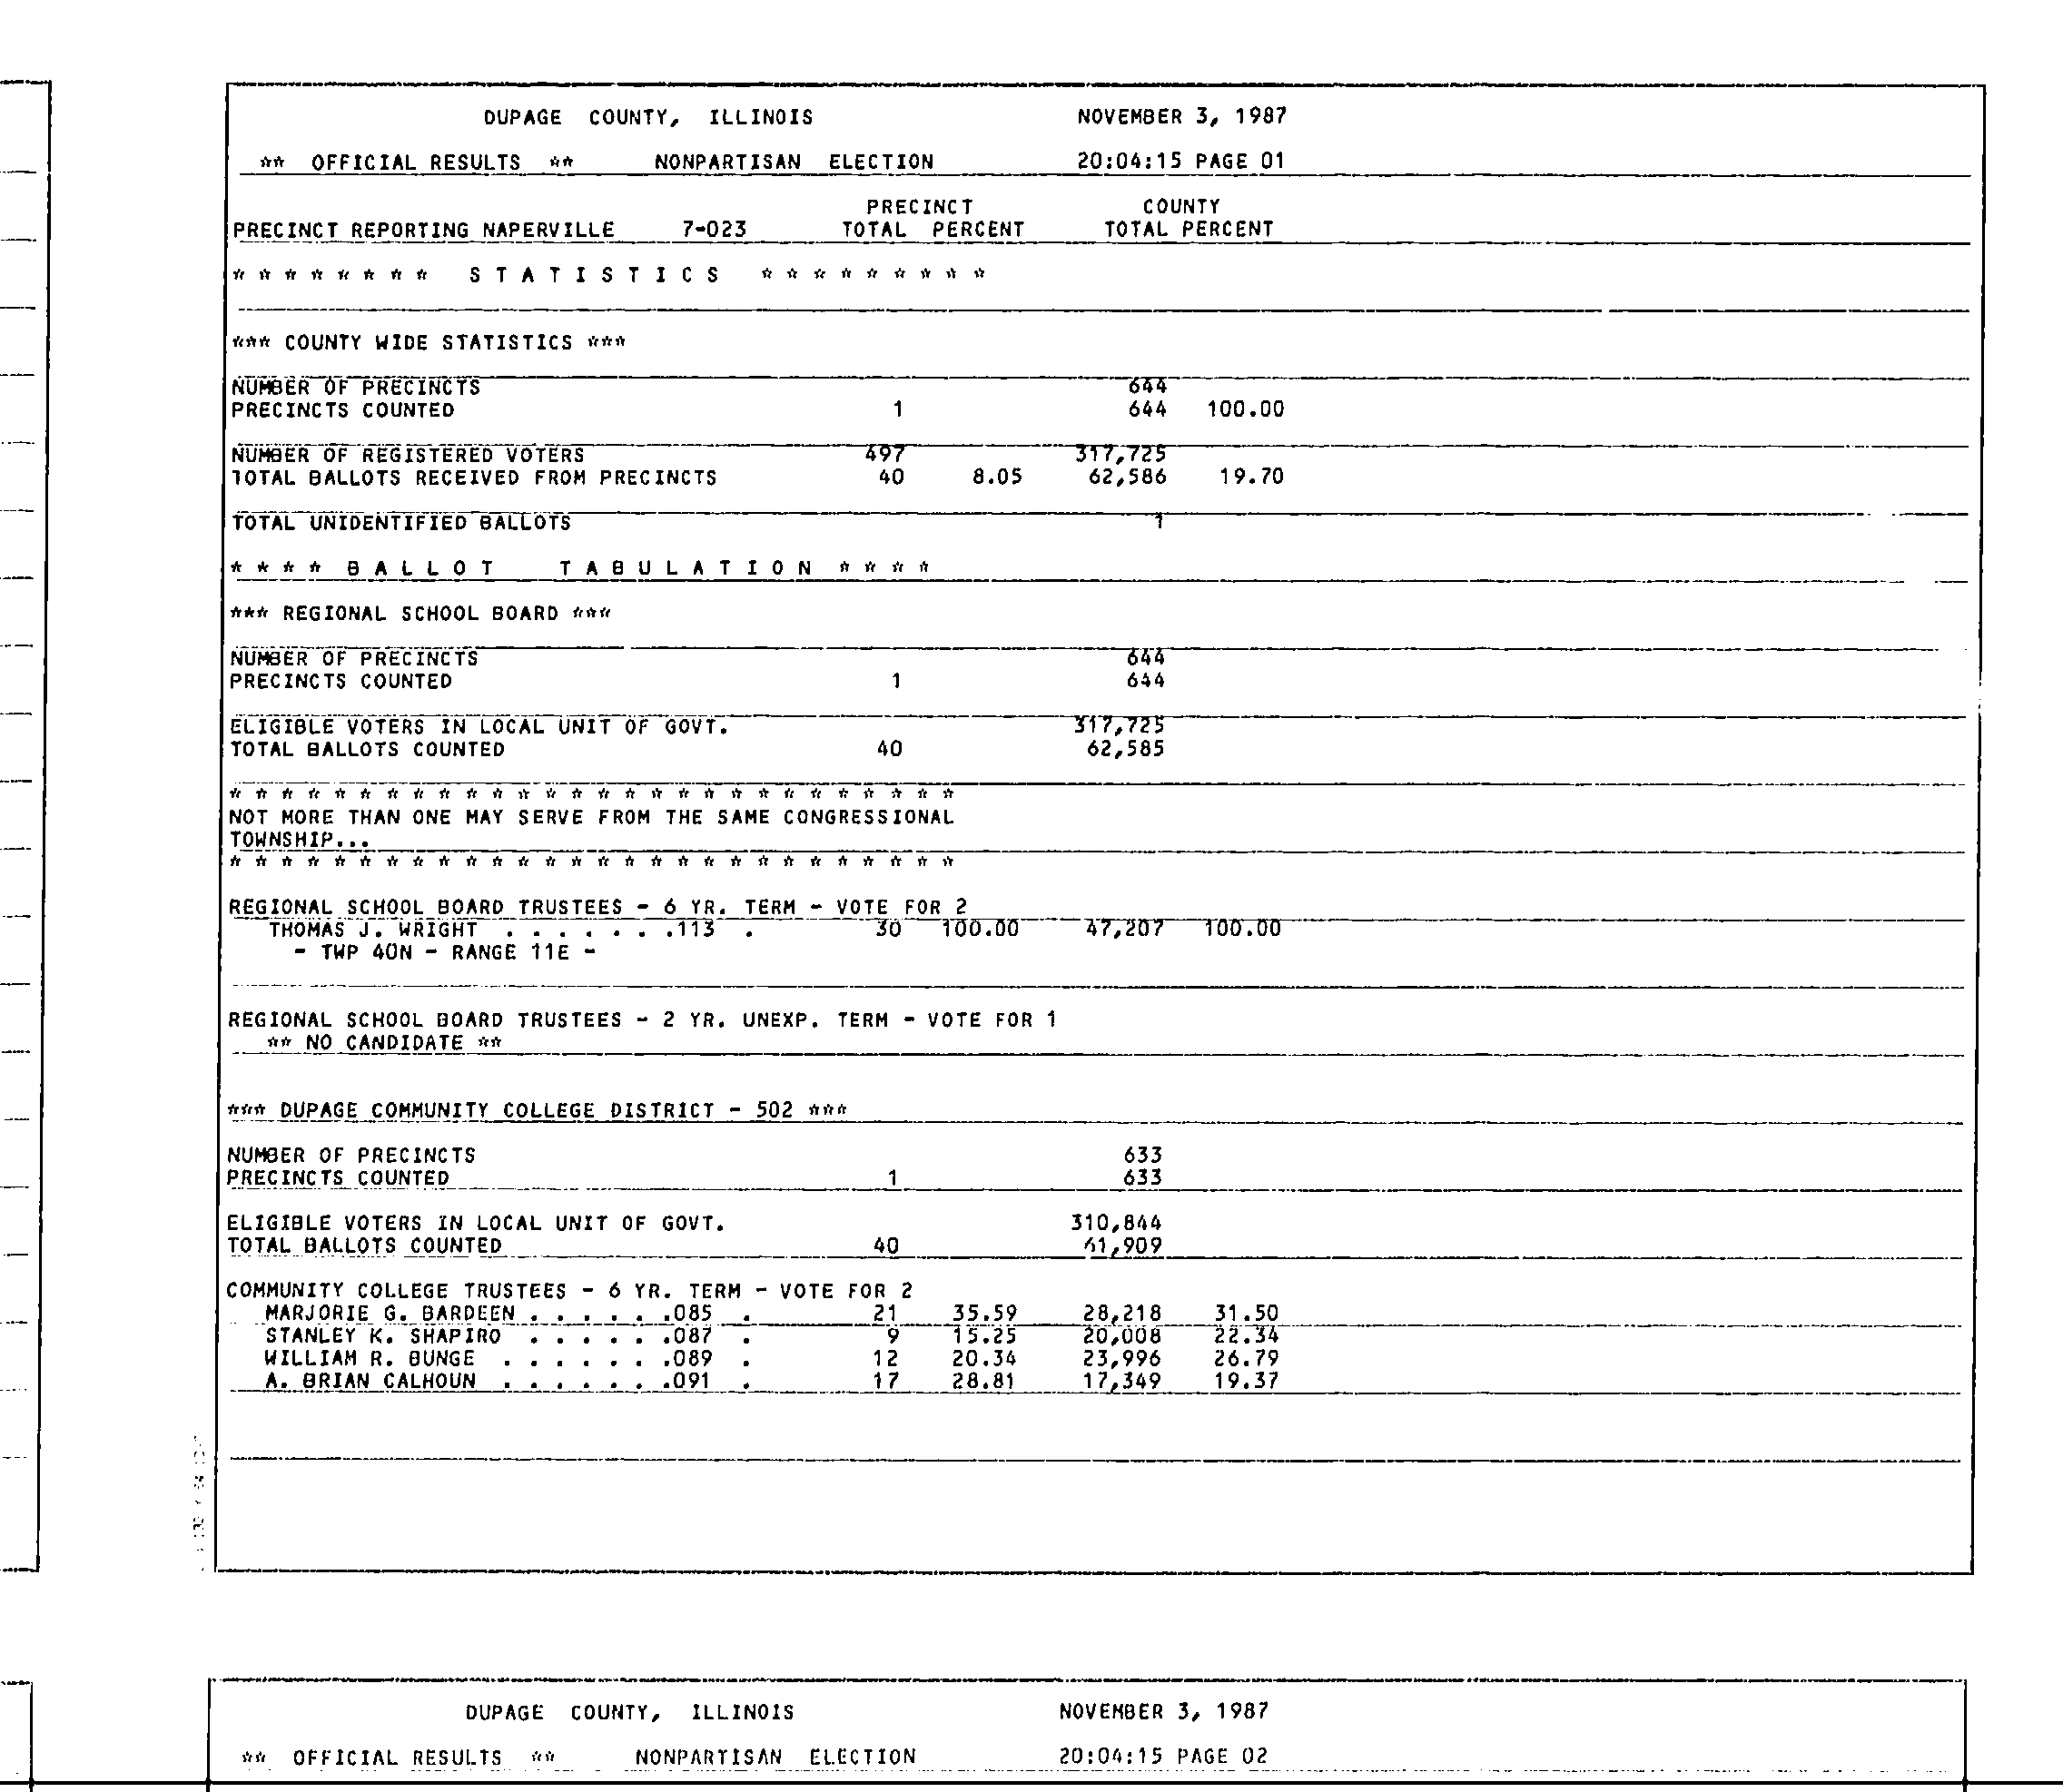 DUPAGE COUNTY, ILLINOIS NOVEMBER 3, 1987
** OFFICIAL RESULTS ** NONPARTISAN ELECTION 20:04:15 PAGE 01
PRECINCT COUNTY
PRECINCT REPORTING NAPERVILLE 7-023 TOTAL PERCENT TOTAL PERCENT
* * * * * * * * S T A T I S T I C S * * * * * * * * *
*** COUNTY WIDE STATISTICS ***
NUMBER OF PRECINCTS 644
PRECINCTS COUNTED 1 644 100.00
NUMBER OF REGISTERED VOTERS 497 317,725
TOTAL BALLOTS RECEIVED FROM PRECINCTS 40 8.05 62,586 19.70
TOTAL UNIDENTIFIED BALLOTS 1
* * * * B A L L O T T A B U L A T I O N * * * *
*** REGIONAL SCHOOL BOARD ***
NUMBER OF PRECINCTS 644
PRECINCTS COUNTED 1 644
ELIGIBLE VOTERS IN LOCAL UNIT OF GOVT. 317,725
TOTAL BALLOTS COUNTED 40 62,585
* * * * * * * * * * * * * * * * * * * * * * * * * * * *
NOT MORE THAN ONE MAY SERVE FROM THE SAME CONGRESSIONAL
TOWNSHIP...
* * * * * * * * * * * * * * * * * * * * * * * * * * * *
REGIONAL SCHOOL BOARD TRUSTEES - 6 YR. TERM - VOTE FOR 2
THOMAS J. WRIGHT . . . . . . .113 . 30 100.00 47,207 100.00
- TWP 40N - RANGE 11E -
REGIONAL SCHOOL BOARD TRUSTEES - 2 YR. UNEXP. TERM - VOTE FOR 1
** NO CANDIDATE **
*** DUPAGE COMMUNITY COLLEGE DISTRICT - 502 ***
NUMBER OF PRECINCTS 633
PRECINCTS COUNTED 1 633
ELIGIBLE VOTERS IN LOCAL UNIT OF GOVT. 310,844
TOTAL BALLOTS COUNTED 40 61,909
COMMUNITY COLLEGE TRUSTEES - 6 YR. TERM - VOTE FOR 2
MARJORIE G. BARDEEN . . . . . .085 . 21 35.59 28,218 31.50
STANLEY K. SHAPIRO . . . . . .087 . 9 15.25 20,008 22.34
WILLIAM R. BUNGE . . . . . . .089 . 12 20.34 23,996 26.79
A. BRIAN CALHOUN . . . . . . .091 . 17 28.81 17,349 19.37
DUPAGE COUNTY, ILLINOIS NOVEMBER 3, 1987
** OFFICIAL RESULTS ** NONPARTISAN ELECTION 20:04:15 PAGE 02